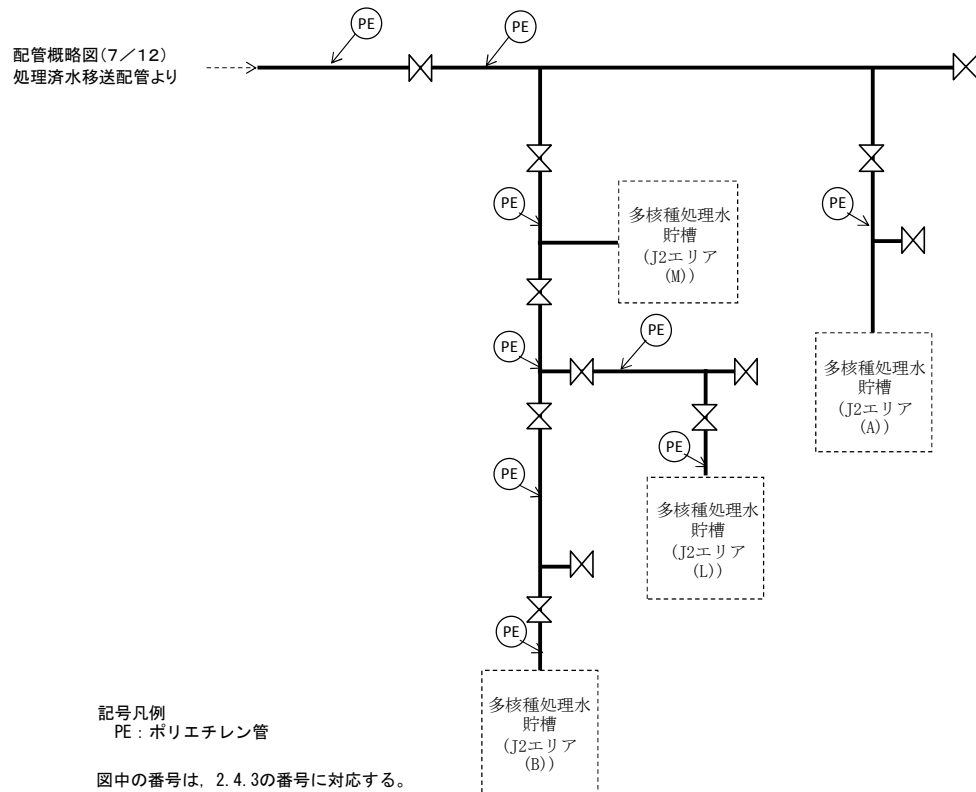 PE
PE
配管概略図(7/12)
処理済水移送配管より
PE
多核種処理水
貯槽
(J2エリア
(M))
PE
PE
PE
多核種処理水
貯槽
(J2エリア
(A))
PE
PE
多核種処理水
貯槽
(J2エリア
(L))
PE
多核種処理水
貯槽
(J2エリア
(B))
記号凡例
PE：ポリエチレン管
図中の番号は，2.4.3の番号に対応する。